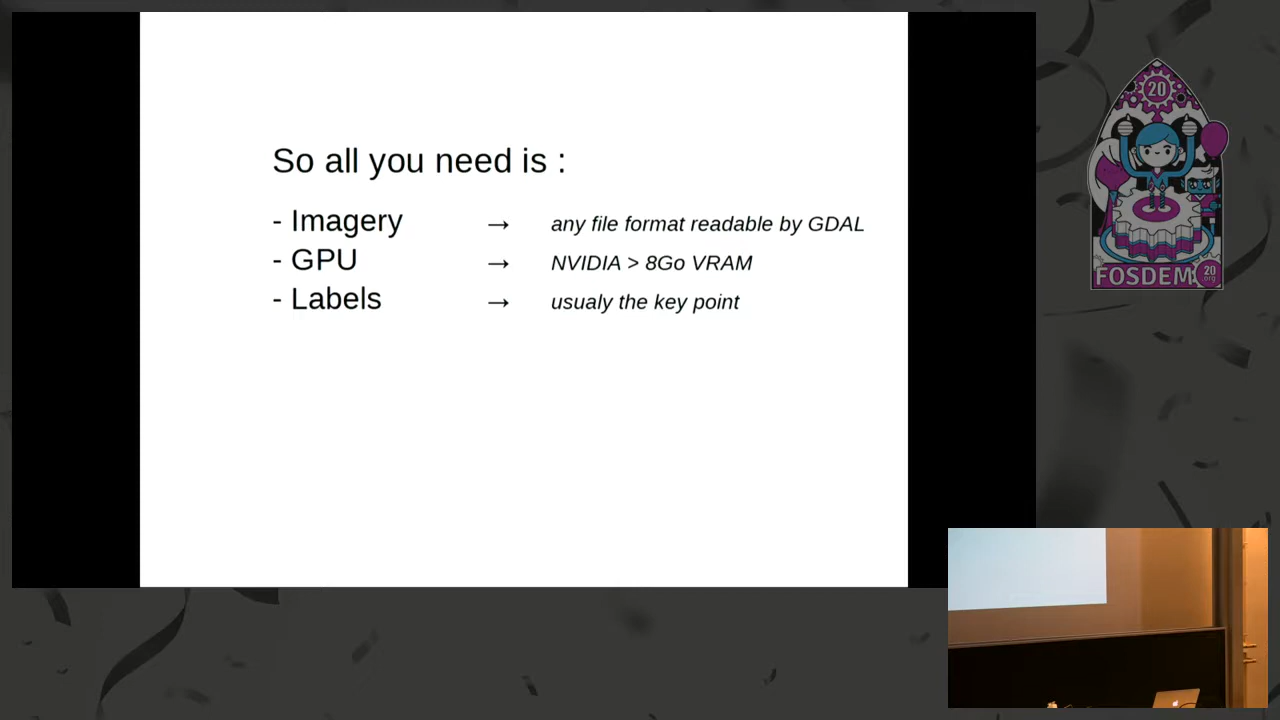 So all you need is :
- Imagery → any file format readable by GDAL
- GPU → NVIDIA > 8Go VRAM
- Labels → usualy the key point
20
FOSDEM 20
.org